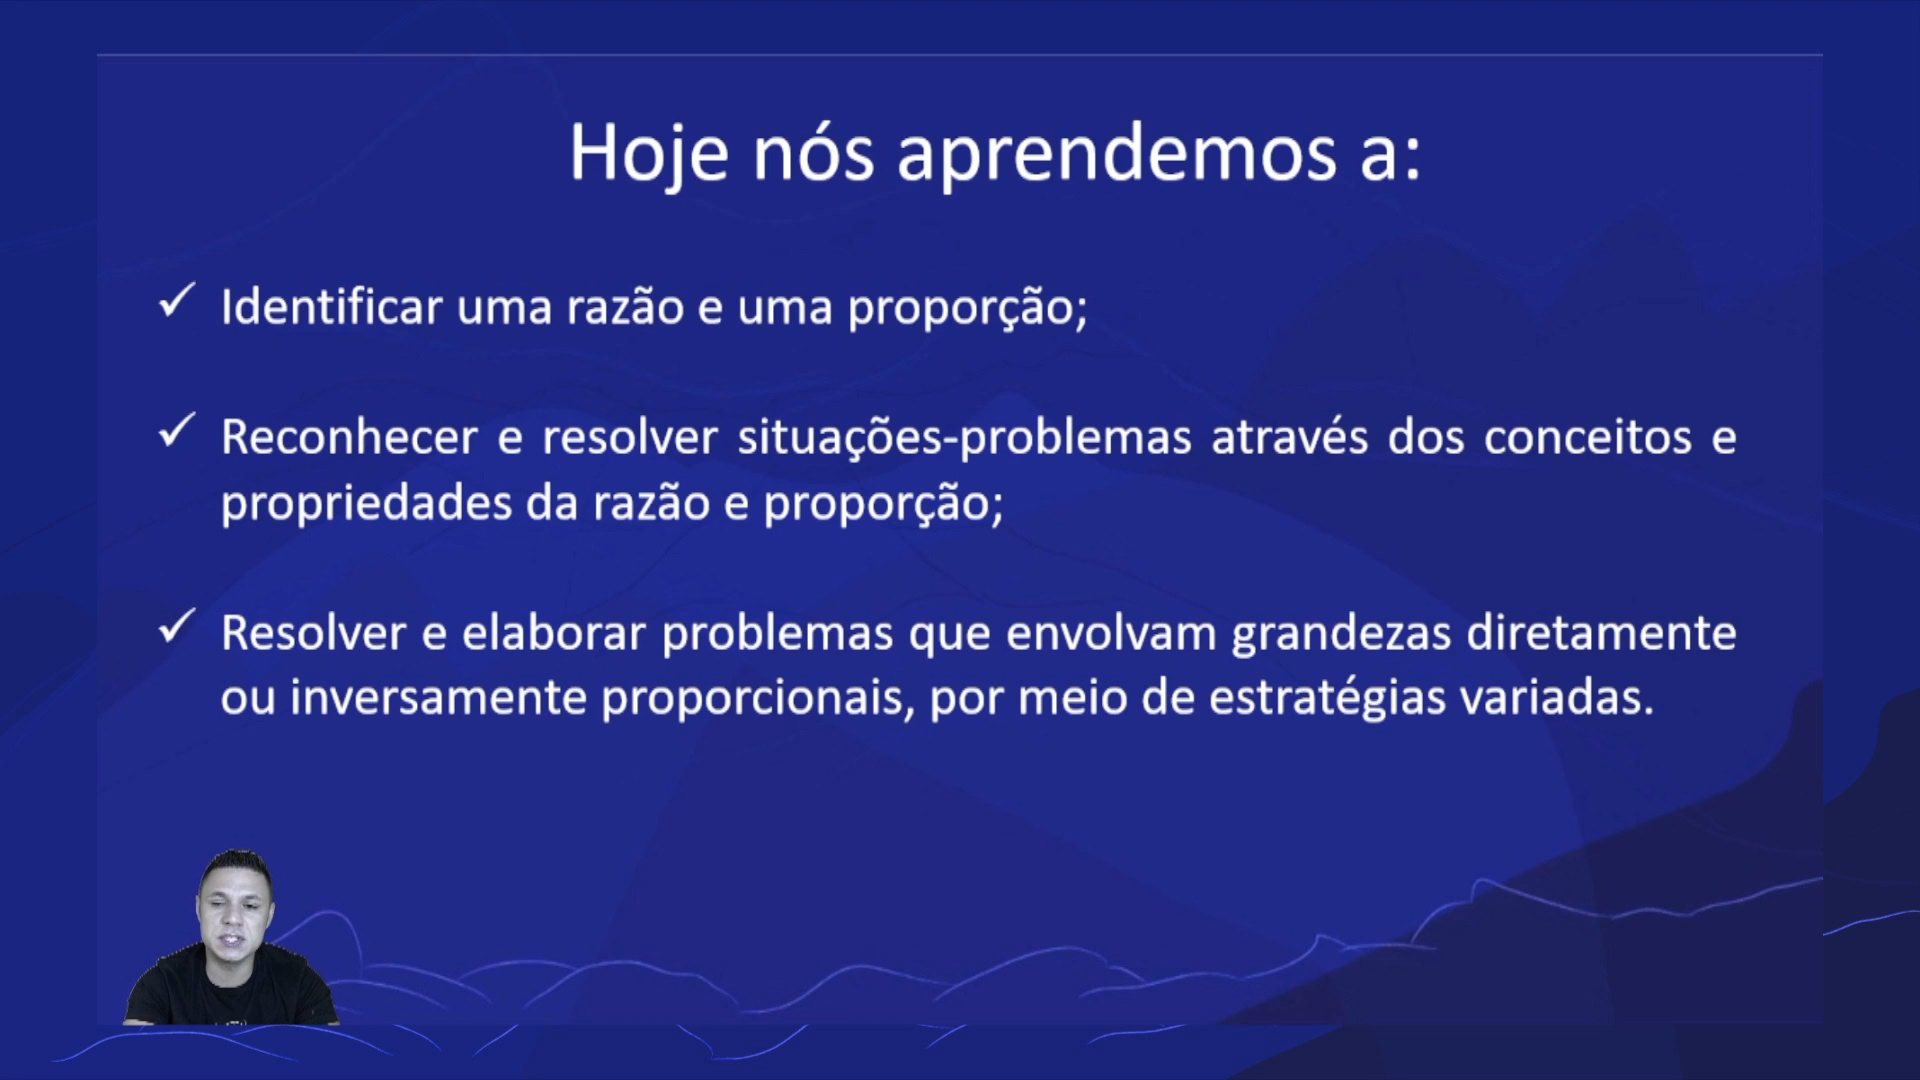 Hoje nós aprendemos a:
✓ Identificar uma razão e uma proporção;
✓ Reconhecer e resolver situações-problemas através dos conceitos e
propriedades da razão e proporção;
✓ Resolver e elaborar problemas que envolvam grandezas diretamente
ou inversamente proporcionais, por meio de estratégias variadas.